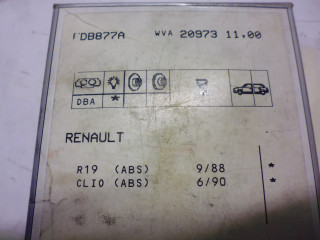 FDB877A WVA 20973 11.00
DBA *
RENAULT
R19 (ABS) 9/88 *
CLIO (ABS) 6/90 *